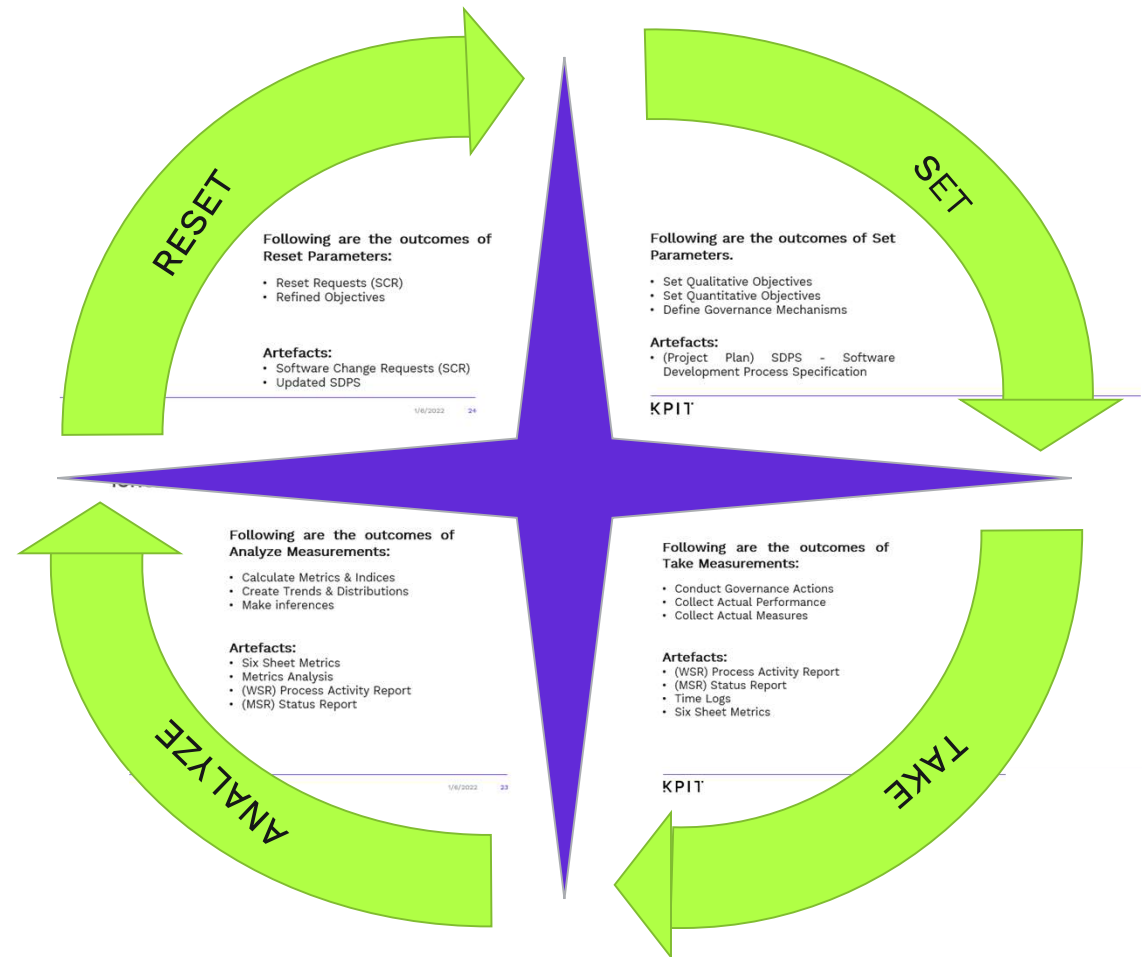 RESET
Following are the outcomes of
Reset Parameters:
• Reset Requests (SCR)
• Refined Objectives
Artefacts:
• Software Change Requests (SCR)
• Updated SDPS
1/6/2022 24
SET
Following are the outcomes of Set
Parameters.
• Set Qualitative Objectives
• Set Quantitative Objectives
• Define Governance Mechanisms
Artefacts:
• (Project Plan) SDPS - Software
Development Process Specification
KPIT
Following are the outcomes of
Analyze Measurements:
• Calculate Metrics & Indices
• Create Trends & Distributions
• Make inferences
Artefacts:
• Six Sheet Metrics
• Metrics Analysis
• (WSR) Process Activity Report
• (MSR) Status Report
ANALYZE
1/6/2022 23
Following are the outcomes of
Take Measurements:
• Conduct Governance Actions
• Collect Actual Performance
• Collect Actual Measures
Artefacts:
• (WSR) Process Activity Report
• (MSR) Status Report
• Time Logs
• Six Sheet Metrics
TAKE
KPIT